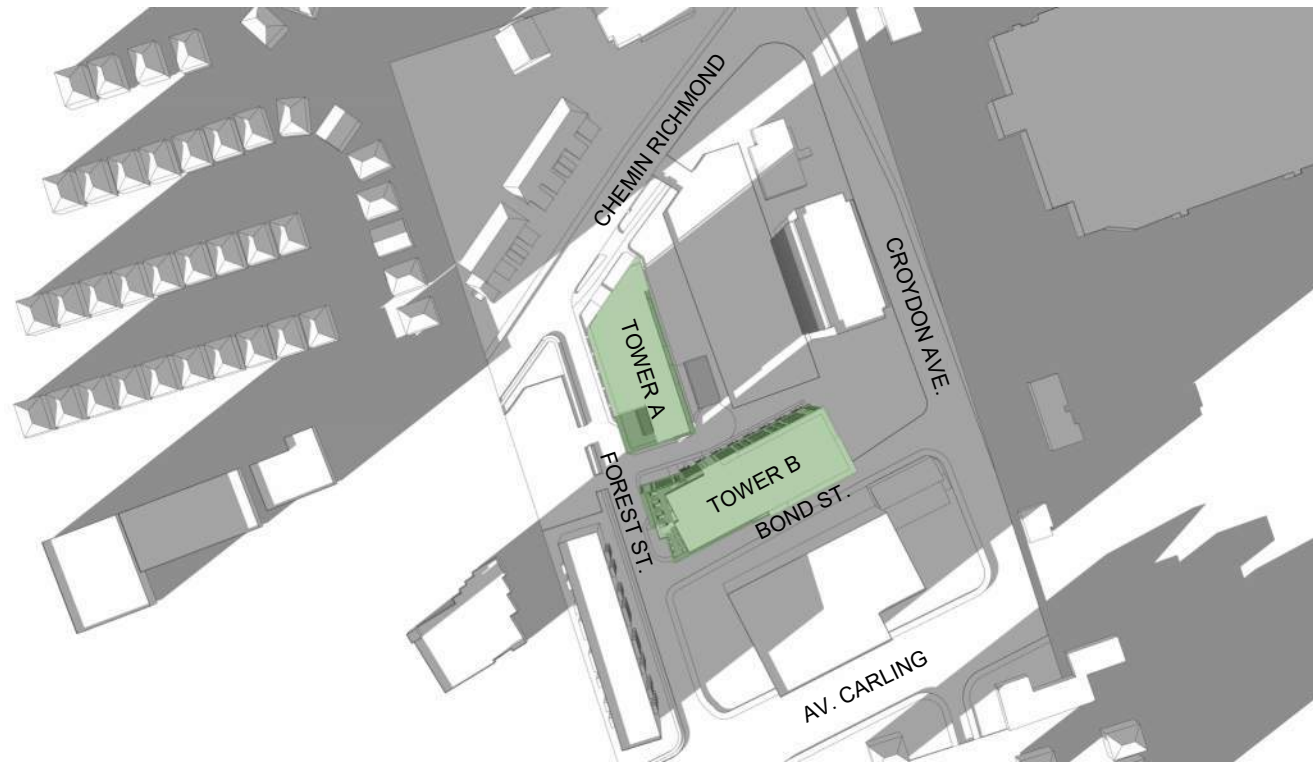 CHEMIN RICHMOND
CROYDON AVE.
TOWER A
TOWER B
FOREST ST.
BOND ST.
AV. CARLING